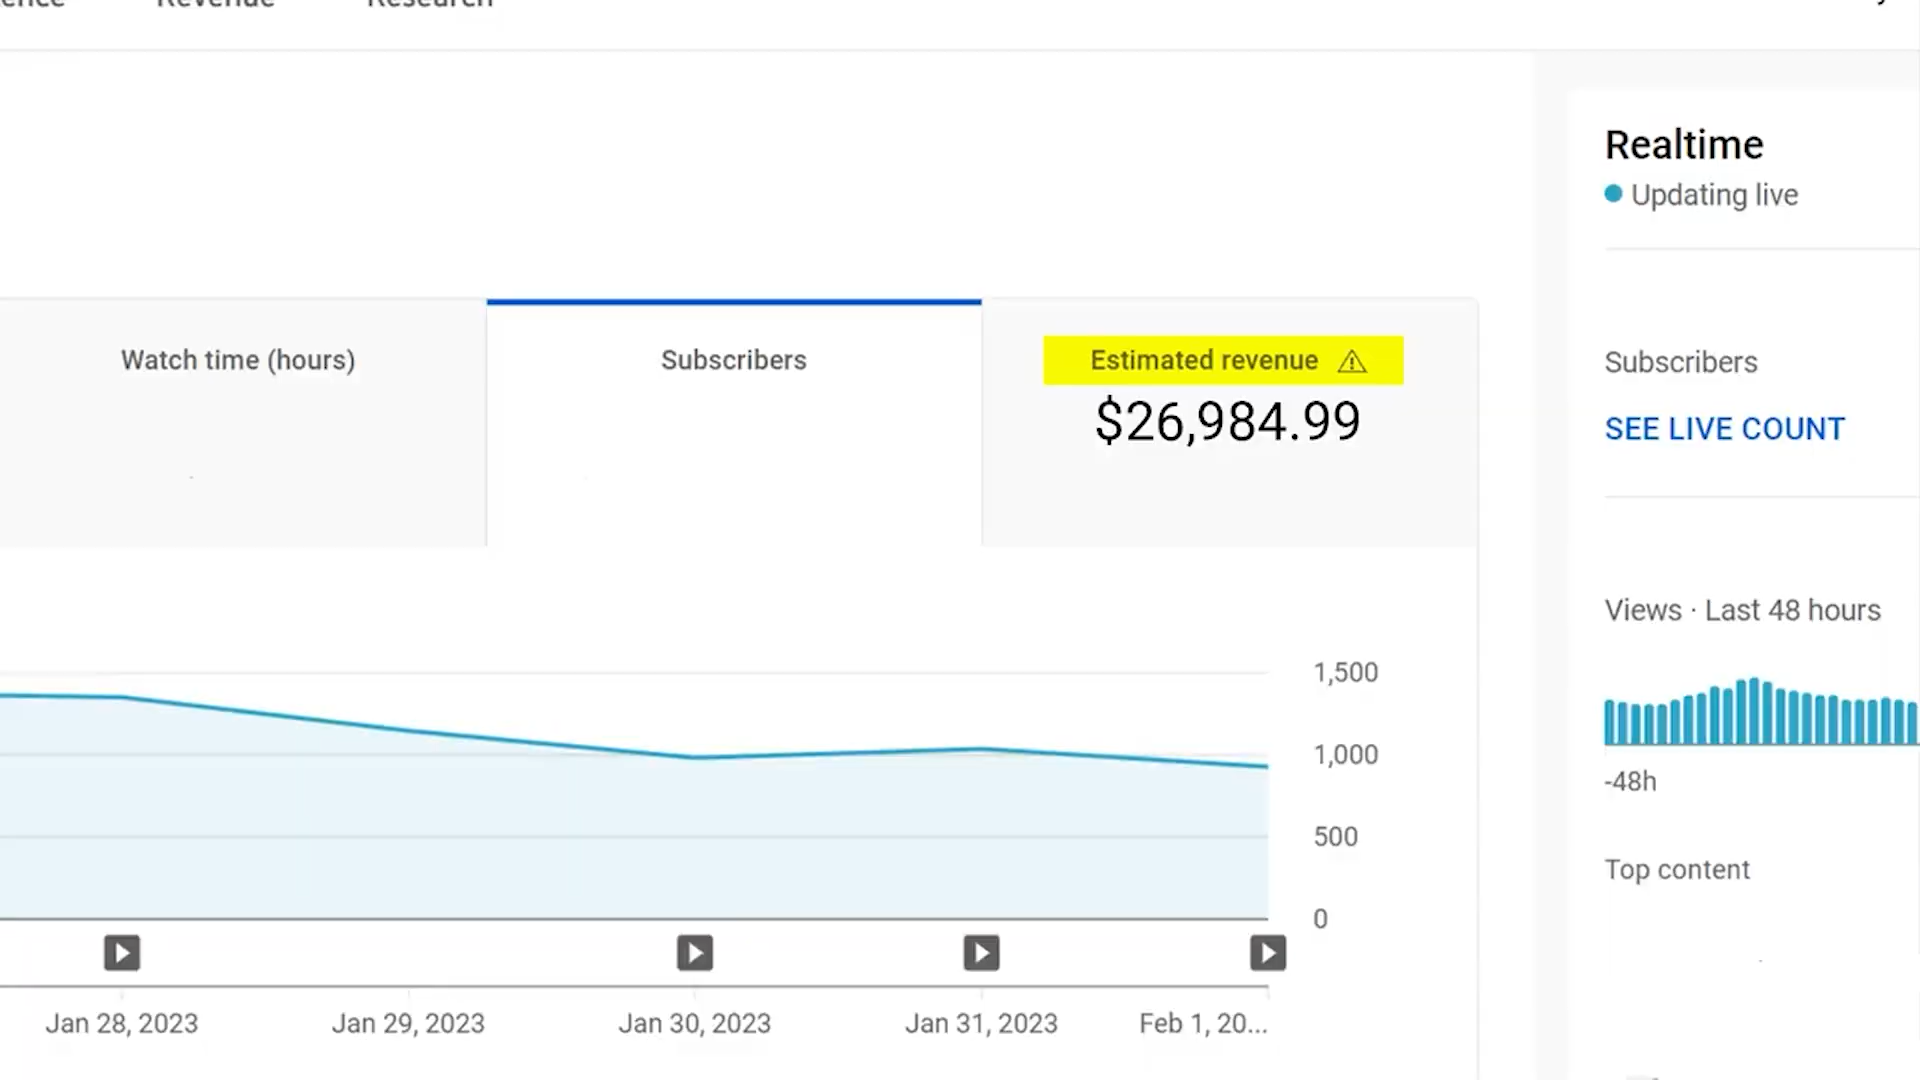 Revenue
Research
Realtime
Updating live
Watch time (hours)
Subscribers
Estimated revenue
$26,984.99
Subscribers
SEE LIVE COUNT
Views · Last 48 hours
-48h
Top content
1,500
1,000
500
0
Jan 28, 2023
Jan 29, 2023
Jan 30, 2023
Jan 31, 2023
Feb 1, 20...